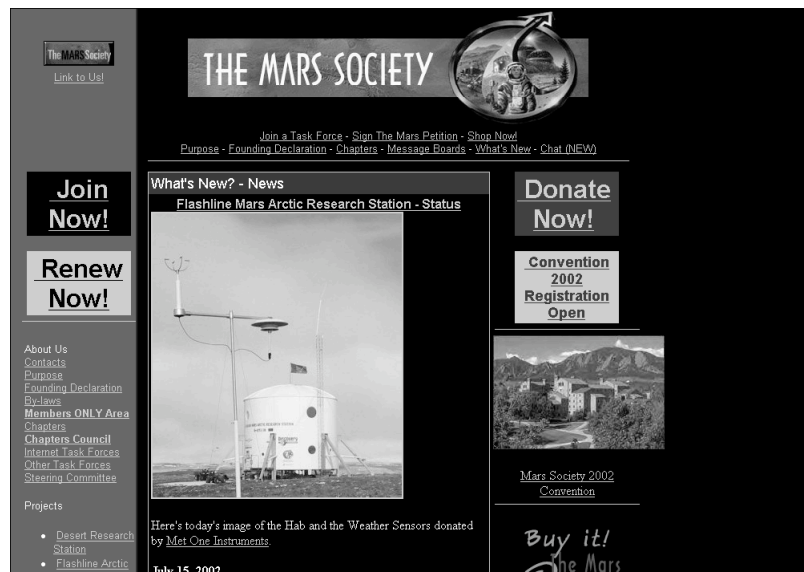 The MARS Society
Link to Us!
THE MARS SOCIETY
Join a Task Force - Sign The Mars Petition - Shop Now!
Purpose - Founding Declaration - Chapters - Message Boards - What's New - Chat (NEW)
Join
Now!
Renew
Now!
About Us
Contacts
Purpose
Founding Declaration
By-laws
Members ONLY Area
Chapters
Chapters Council
Internet Task Forces
Other Task Forces
Steering Committee
Projects
Desert Research
Station
Flashline Arctic
What's New? - News
Flashline Mars Arctic Research Station - Status
Discovery
Here's today's image of the Hab and the Weather Sensors donated
by Met One Instruments.
July 15, 2002
Donate
Now!
Convention
2002
Registration
Open
Mars Society 2002
Convention
Buy it!
The Mars